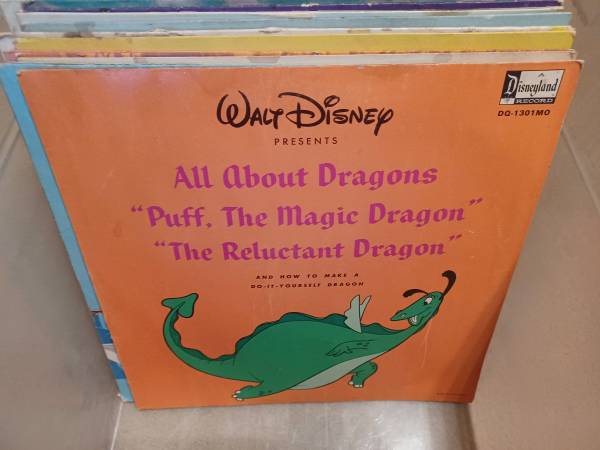 Disneyland
RECORD
DQ-1301MO
WALT DISNEY
PRESENTS
All About Dragons
"Puff, The Magic Dragon"
"The Reluctant Dragon"
AND HOW TO MAKE A
DO-IT-YOURSELF DRAGON